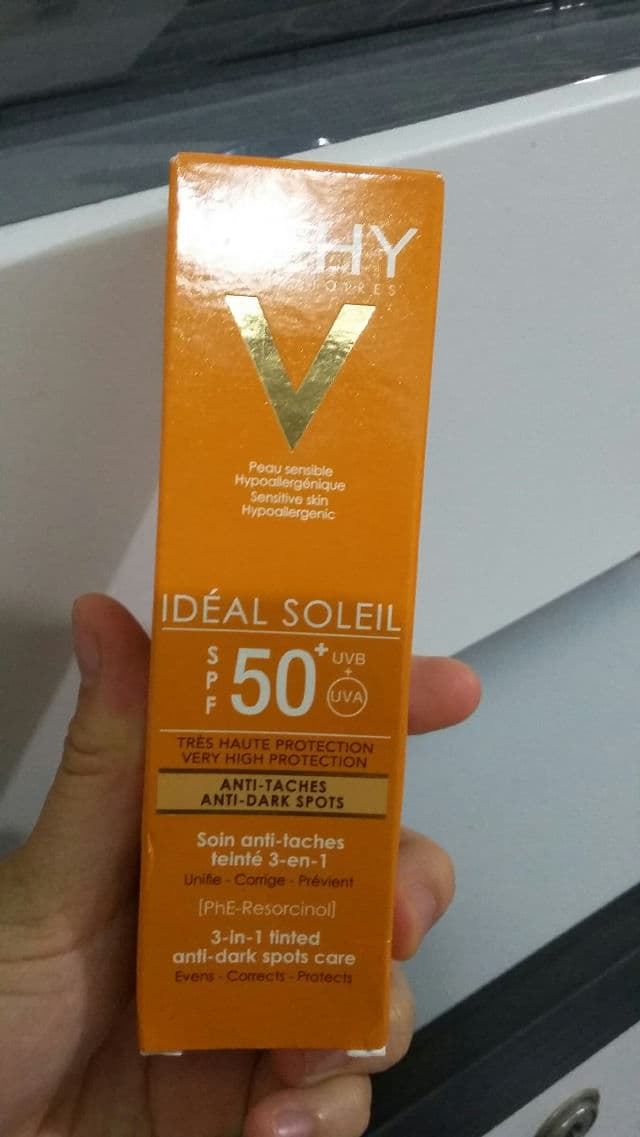 HY
V
Peau sensible
Hypoallergénique
Sensitive skin
Hypoallergenic
IDÉAL SOLEIL
SPF 50+ UVB + UVA
TRÈS HAUTE PROTECTION
VERY HIGH PROTECTION
ANTI-TACHES
ANTI-DARK SPOTS
Soin anti-taches
teinté 3-en-1
Unifie - Corrige - Prévient
[PhE-Resorcinol]
3-in-1 tinted
anti-dark spots care
Evens - Corrects - Protects